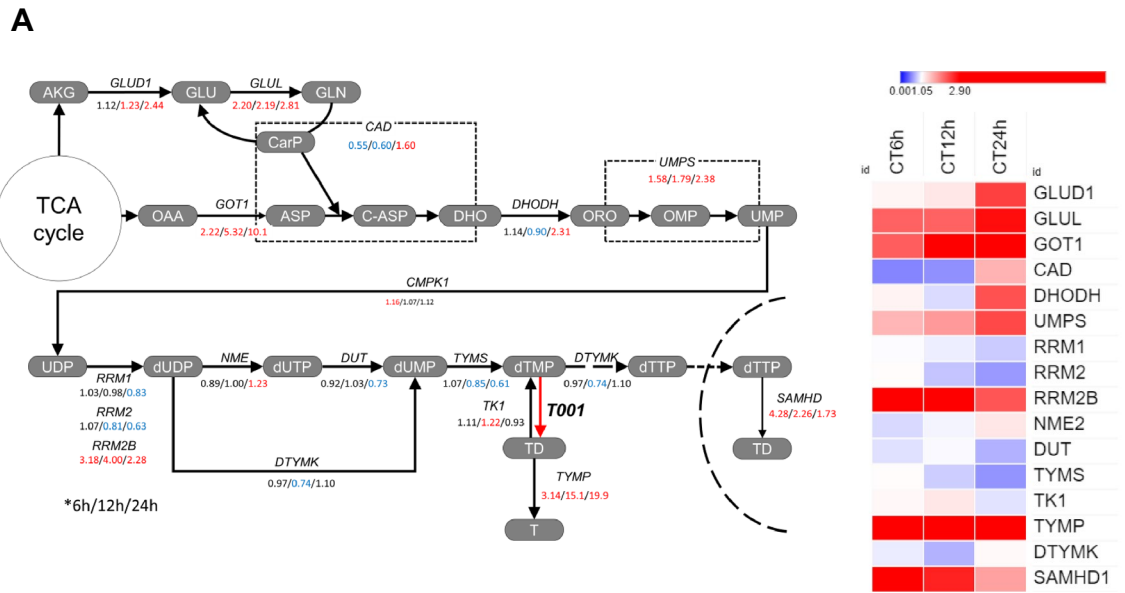 A
AKG
GLUD1
1.12/1.23/2.44
GLU
GLUL
2.20/2.19/2.81
GLN
CarP
CAD
0.55/0.60/1.60
TCA
cycle
OAA
GOT1
2.22/5.32/10.1
ASP
C-ASP
DHO
DHODH
1.14/0.90/2.31
ORO
OMP
UMP
UMPS
1.58/1.79/2.38
CMPK1
1.16/1.07/1.12
UDP
RRM1
1.03/0.98/0.83
RRM2
1.07/0.81/0.63
RRM2B
3.18/4.00/2.28
dUDP
NME
0.89/1.00/1.23
dUTP
DUT
0.92/1.03/0.73
dUMP
TYMS
1.07/0.85/0.61
dTMP
DTYMK
0.97/0.74/1.10
dTTP
dTTP
SAMHD
4.28/2.26/1.73
TD
TK1
1.11/1.22/0.93
T001
TD
TYMP
3.14/15.1/19.9
T
DTYMK
0.97/0.74/1.10
*6h/12h/24h
0.001.05 2.90
id CT6h CT12h CT24h id
GLUD1
GLUL
GOT1
CAD
DHODH
UMPS
RRM1
RRM2
RRM2B
NME2
DUT
TYMS
TK1
TYMP
DTYMK
SAMHD1